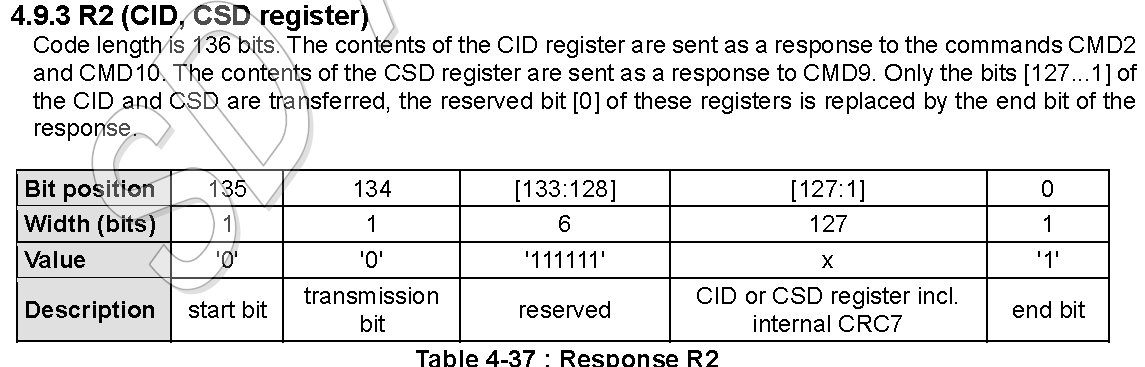 4.9.3 R2 (CID, CSD register)
Code length is 136 bits. The contents of the CID register are sent as a response to the commands CMD2
and CMD10. The contents of the CSD register are sent as a response to CMD9. Only the bits [127...1] of
the CID and CSD are transferred, the reserved bit [0] of these registers is replaced by the end bit of the
response.
Bit position 135 134 [133:128] [127:1] 0
Width (bits) 1 1 6 127 1
Value '0' '0' '111111' x '1'
Description start bit transmission bit reserved CID or CSD register incl. internal CRC7 end bit
Table 4-37 : Response R2